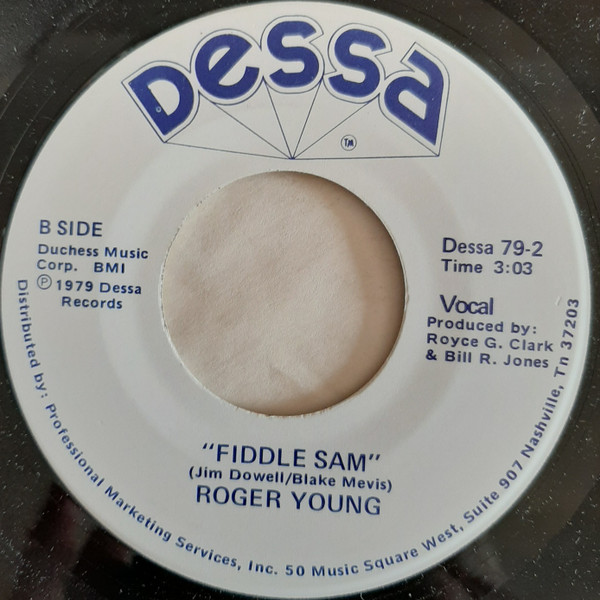 Dessa
TM
B SIDE
Duchess Music
Corp. BMI
Ⓟ 1979 Dessa
Records
Dessa 79-2
Time 3:03
Vocal
Produced by:
Royce G. Clark
& Bill R. Jones
"FIDDLE SAM"
(Jim Dowell/Blake Mevis)
ROGER YOUNG
Distributed by: Professional Marketing Services, Inc. 50 Music Square West, Suite 907 Nashville, Tn 37203